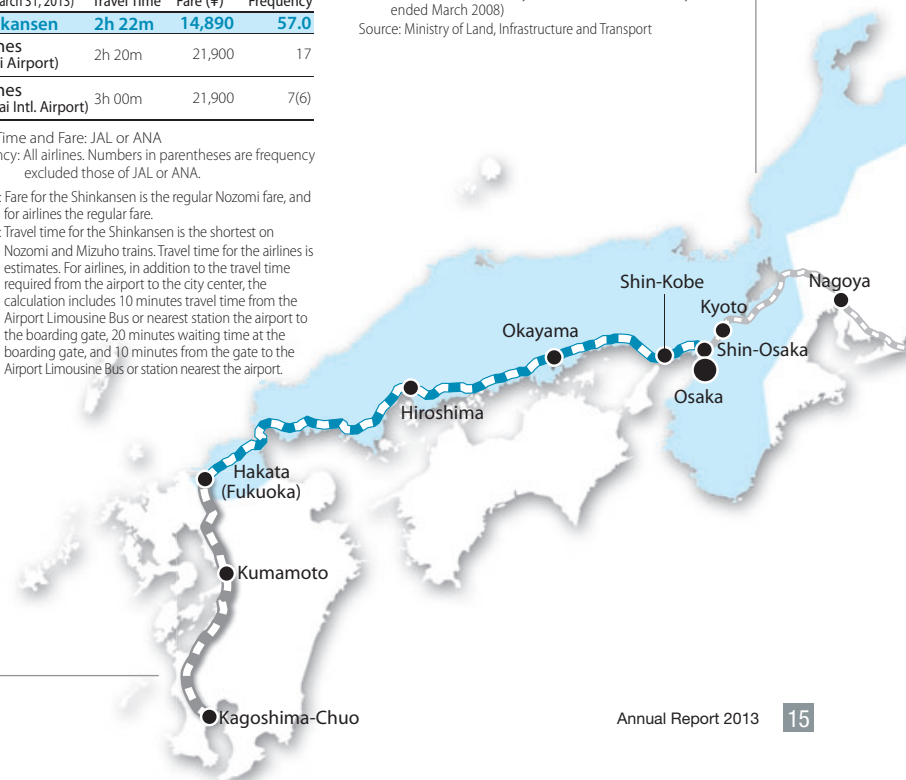 arch 31, 2013) Travel Time Fare (¥) Frequency
kansen 2h 22m 14,890 57.0
nes
i Airport) 2h 20m 21,900 17
nes
ai Intl. Airport) 3h 00m 21,900 7(6)
Time and Fare: JAL or ANA
ncy: All airlines. Numbers in parentheses are frequency
excluded those of JAL or ANA.
: Fare for the Shinkansen is the regular Nozomi fare, and
for airlines the regular fare.
: Travel time for the Shinkansen is the shortest on
Nozomi and Mizuho trains. Travel time for the airlines is
estimates. For airlines, in addition to the travel time
required from the airport to the city center, the
calculation includes 10 minutes travel time from the
Airport Limousine Bus or nearest station the airport to
the boarding gate, 20 minutes waiting time at the
boarding gate, and 10 minutes from the gate to the
Airport Limousine Bus or station nearest the airport.
ended March 2008)
Source: Ministry of Land, Infrastructure and Transport
Shin-Kobe
Nagoya
Kyoto
Okayama
Shin-Osaka
Osaka
Hiroshima
Hakata
(Fukuoka)
Kumamoto
Kagoshima-Chuo
Annual Report 2013 15